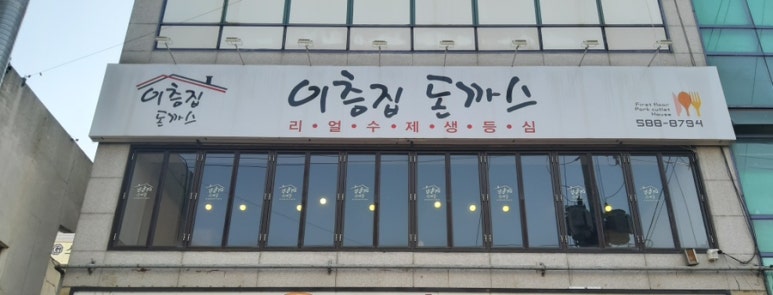 이층집
돈까스
이층집 돈까스
리·얼·수·제·생·등·심
First floor
Pork cutlet
House
588-8794